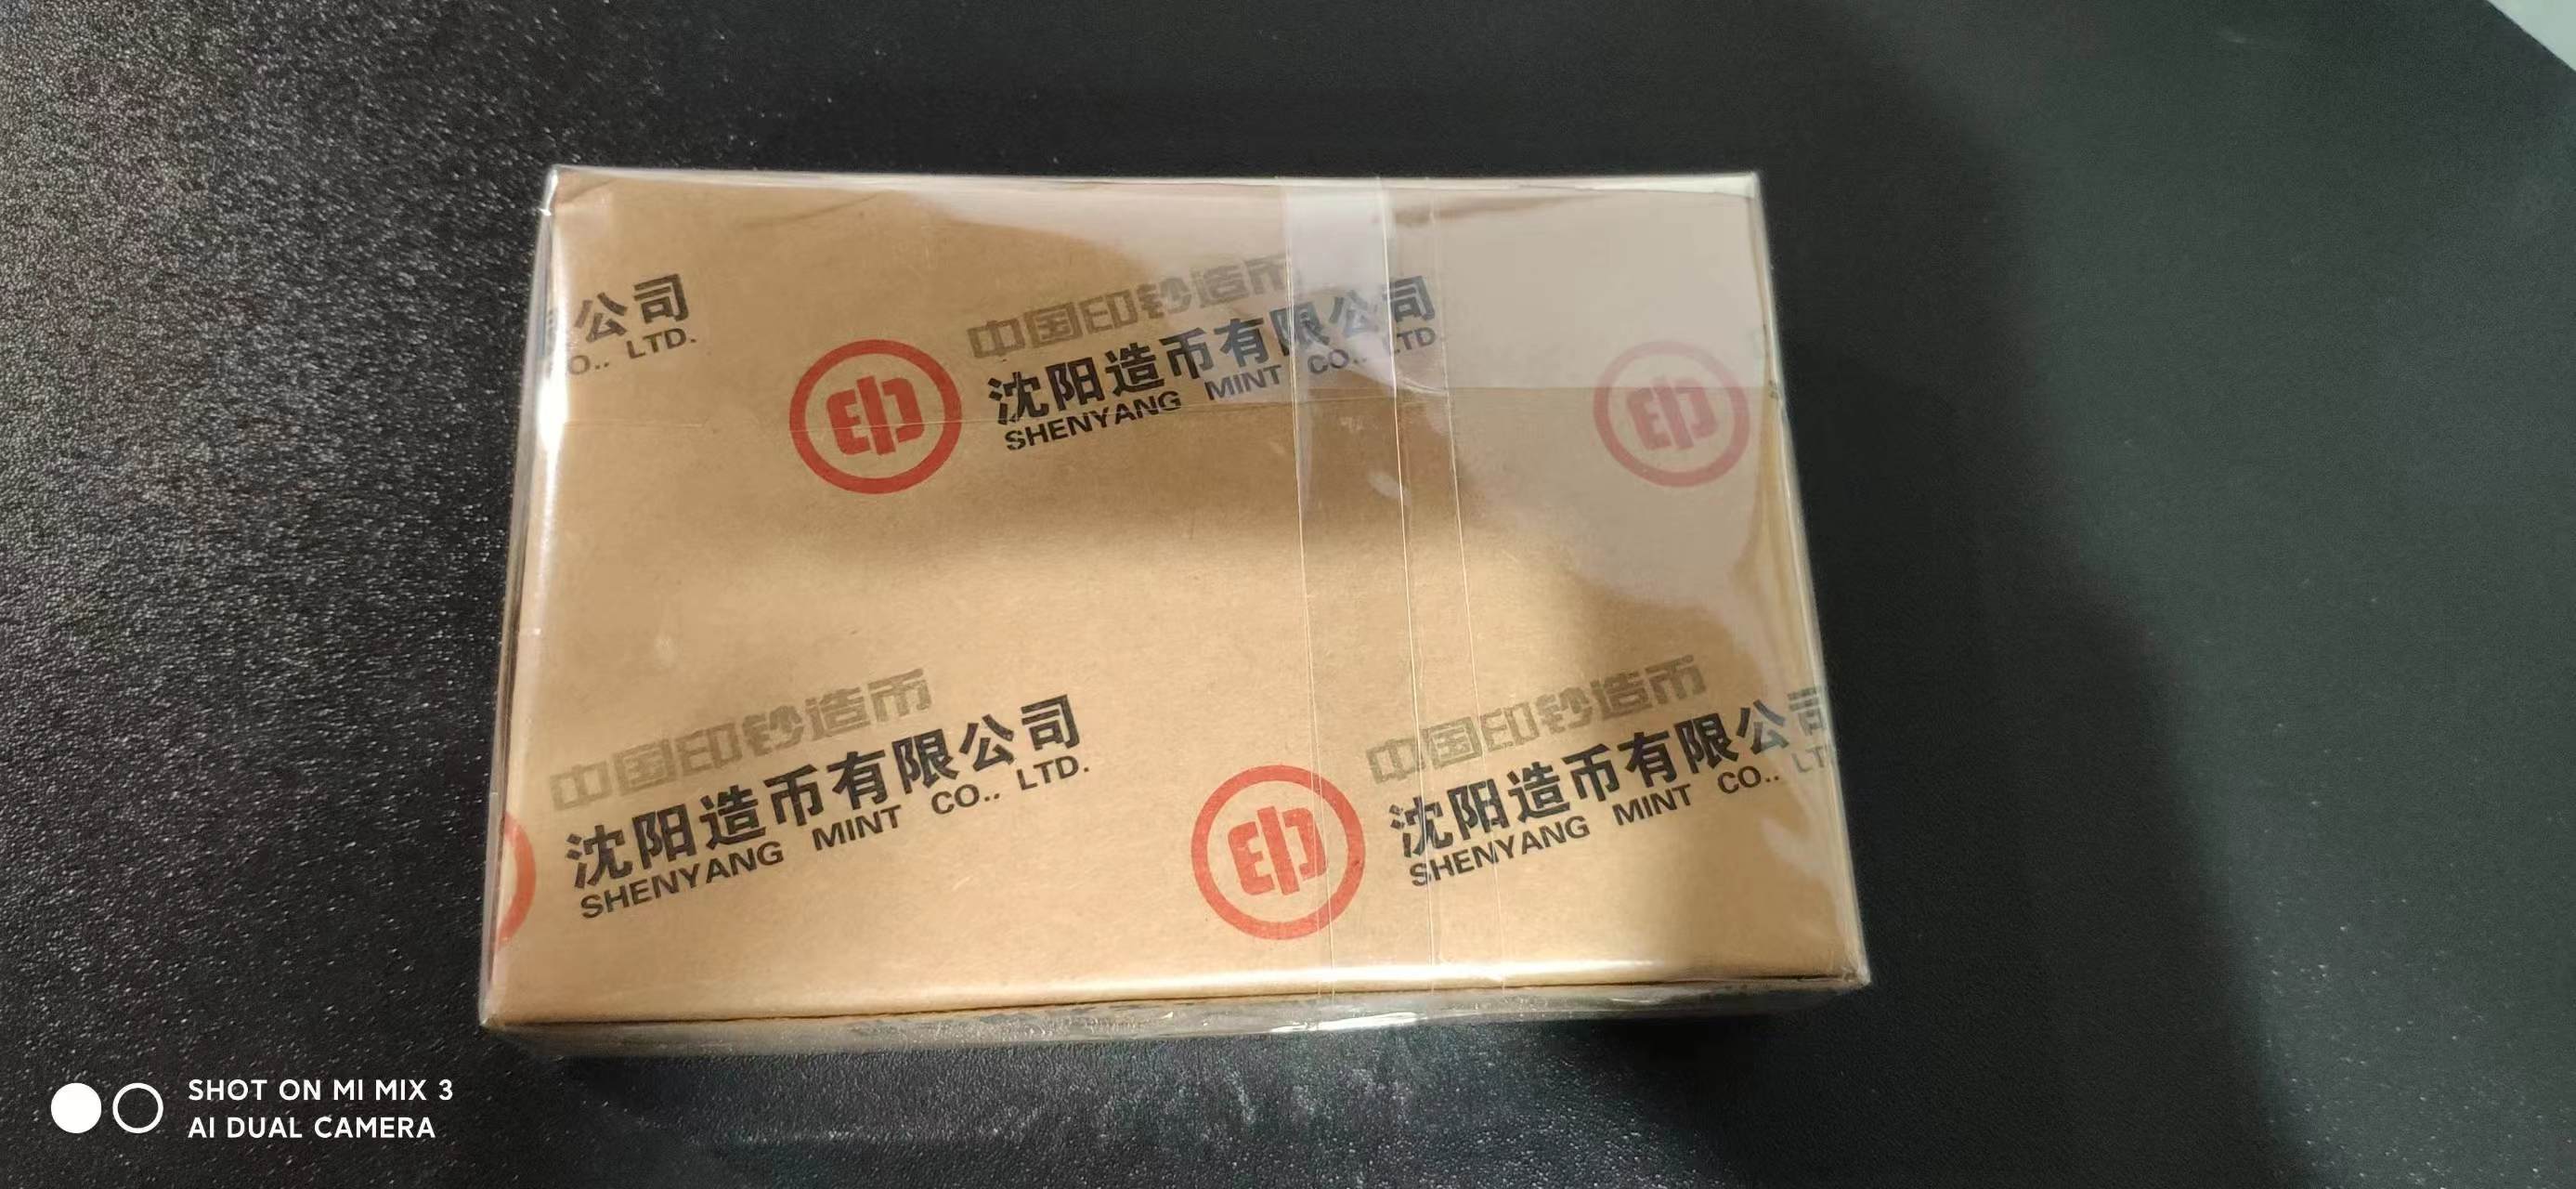 公司
O.. LTD.
中国印钞造币
沈阳造币有限公司
SHENYANG MINT CO.. LTD.
印
印
中国印钞造币
沈阳造币有限公司
SHENYANG MINT CO.. LTD.
印
中国印钞造币
沈阳造币有限公司
SHENYANG MINT CO.. LT
SHOT ON MI MIX 3
AI DUAL CAMERA